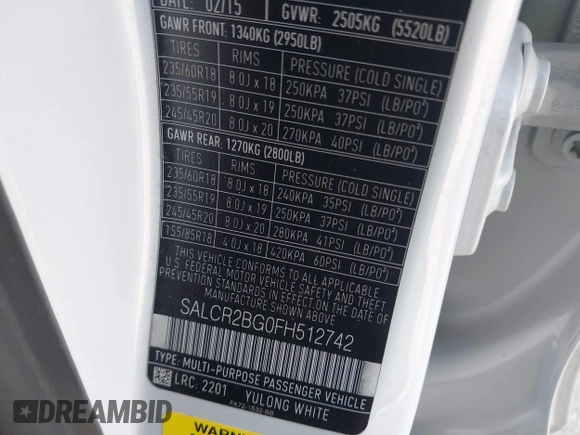 DATE: 02/15 GVWR: 2505KG (5520LB)
GAWR FRONT: 1340KG (2950LB)
TIRES RIMS PRESSURE (COLD SINGLE)
235/60R18 8.0J x 18 250KPA 37PSI (LB/PO²)
235/55R19 8.0J x 19 250KPA 37PSI (LB/PO²)
245/45R20 8.0J x 20 270KPA 40PSI (LB/PO²)
GAWR REAR: 1270KG (2800LB)
TIRES RIMS PRESSURE (COLD SINGLE)
235/60R18 8.0J x 18 240KPA 35PSI (LB/PO²)
235/55R19 8.0J x 19 250KPA 37PSI (LB/PO²)
245/45R20 8.0J x 20 280KPA 41PSI (LB/PO²)
155/85R18 4.0J x 18 420KPA 60PSI (LB/PO²)
THIS VEHICLE CONFORMS TO ALL APPLICABLE
U.S. FEDERAL MOTOR VEHICLE SAFETY AND THEFT
PREVENTION STANDARDS IN EFFECT ON THE DATE OF
MANUFACTURE SHOWN ABOVE.
SALCR2BG0FH512742
TYPE: MULTI-PURPOSE PASSENGER VEHICLE
LRC: 2201 YULONG WHITE
FK72-1532-BG
WARNI
DREAMBID.COM